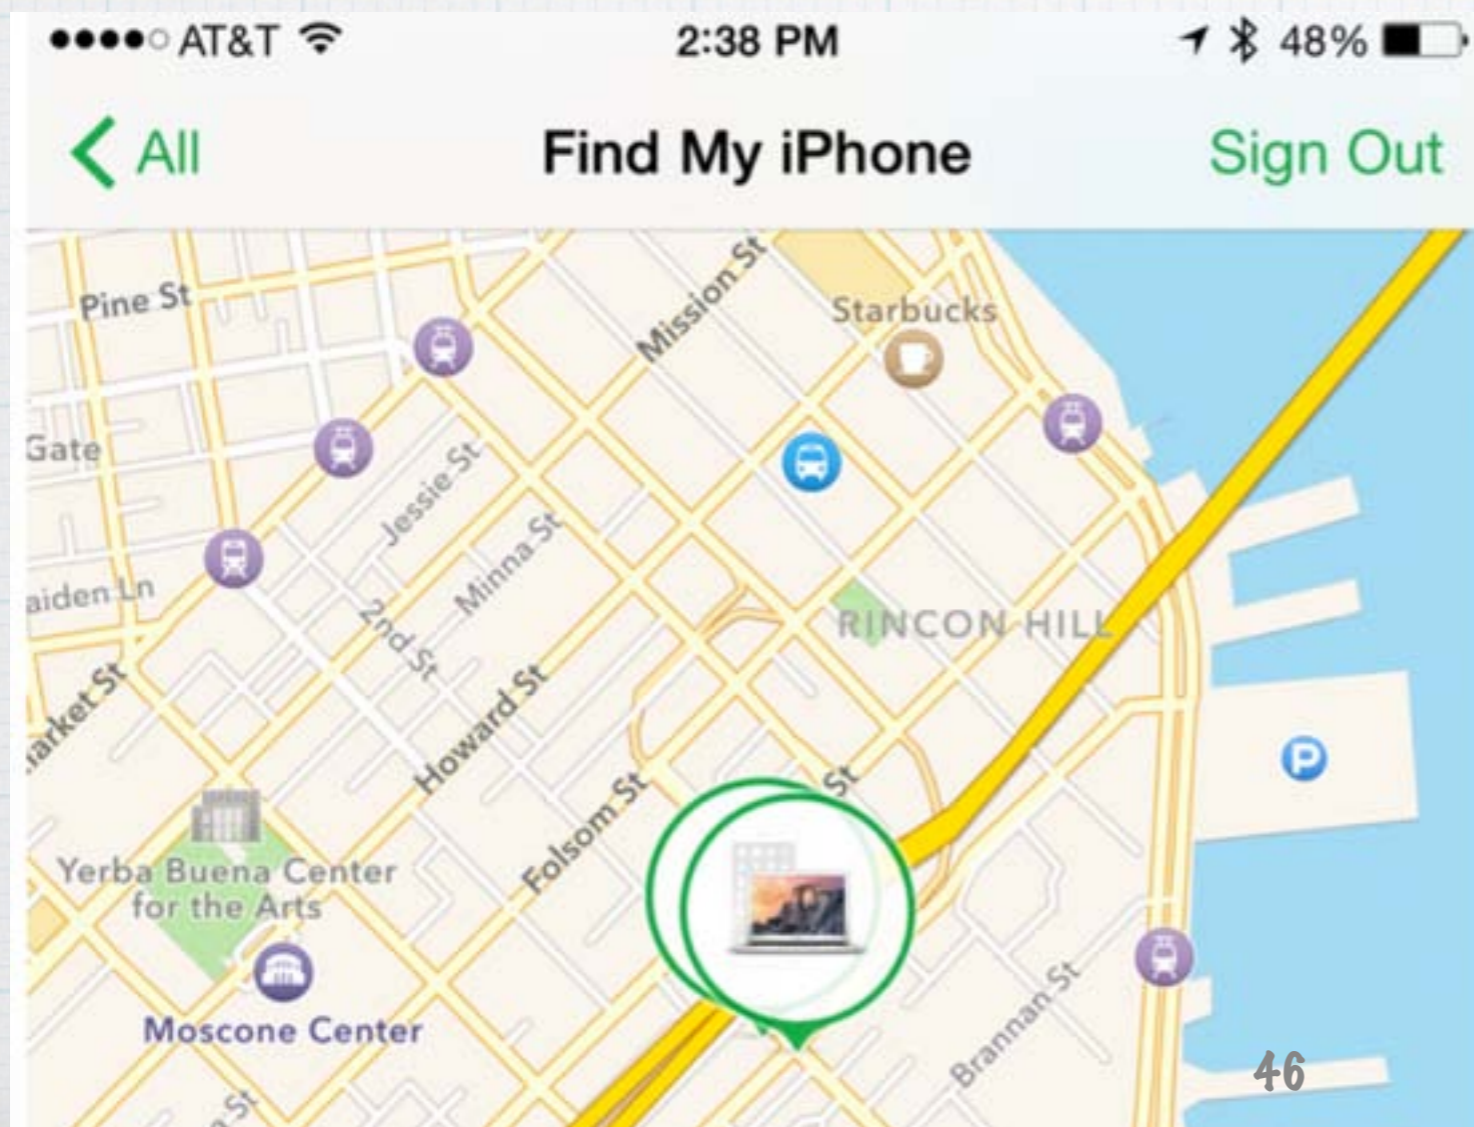 AT&T 2:38 PM 48%
All Find My iPhone Sign Out
Pine St
Mission St
Starbucks
Gate
Jessie St
Minna St
aiden Ln
2nd St
RINCON HILL
arket St
Howard St
Folsom St
St
Yerba Buena Center
for the Arts
P
Moscone Center
Brannan St
46
St